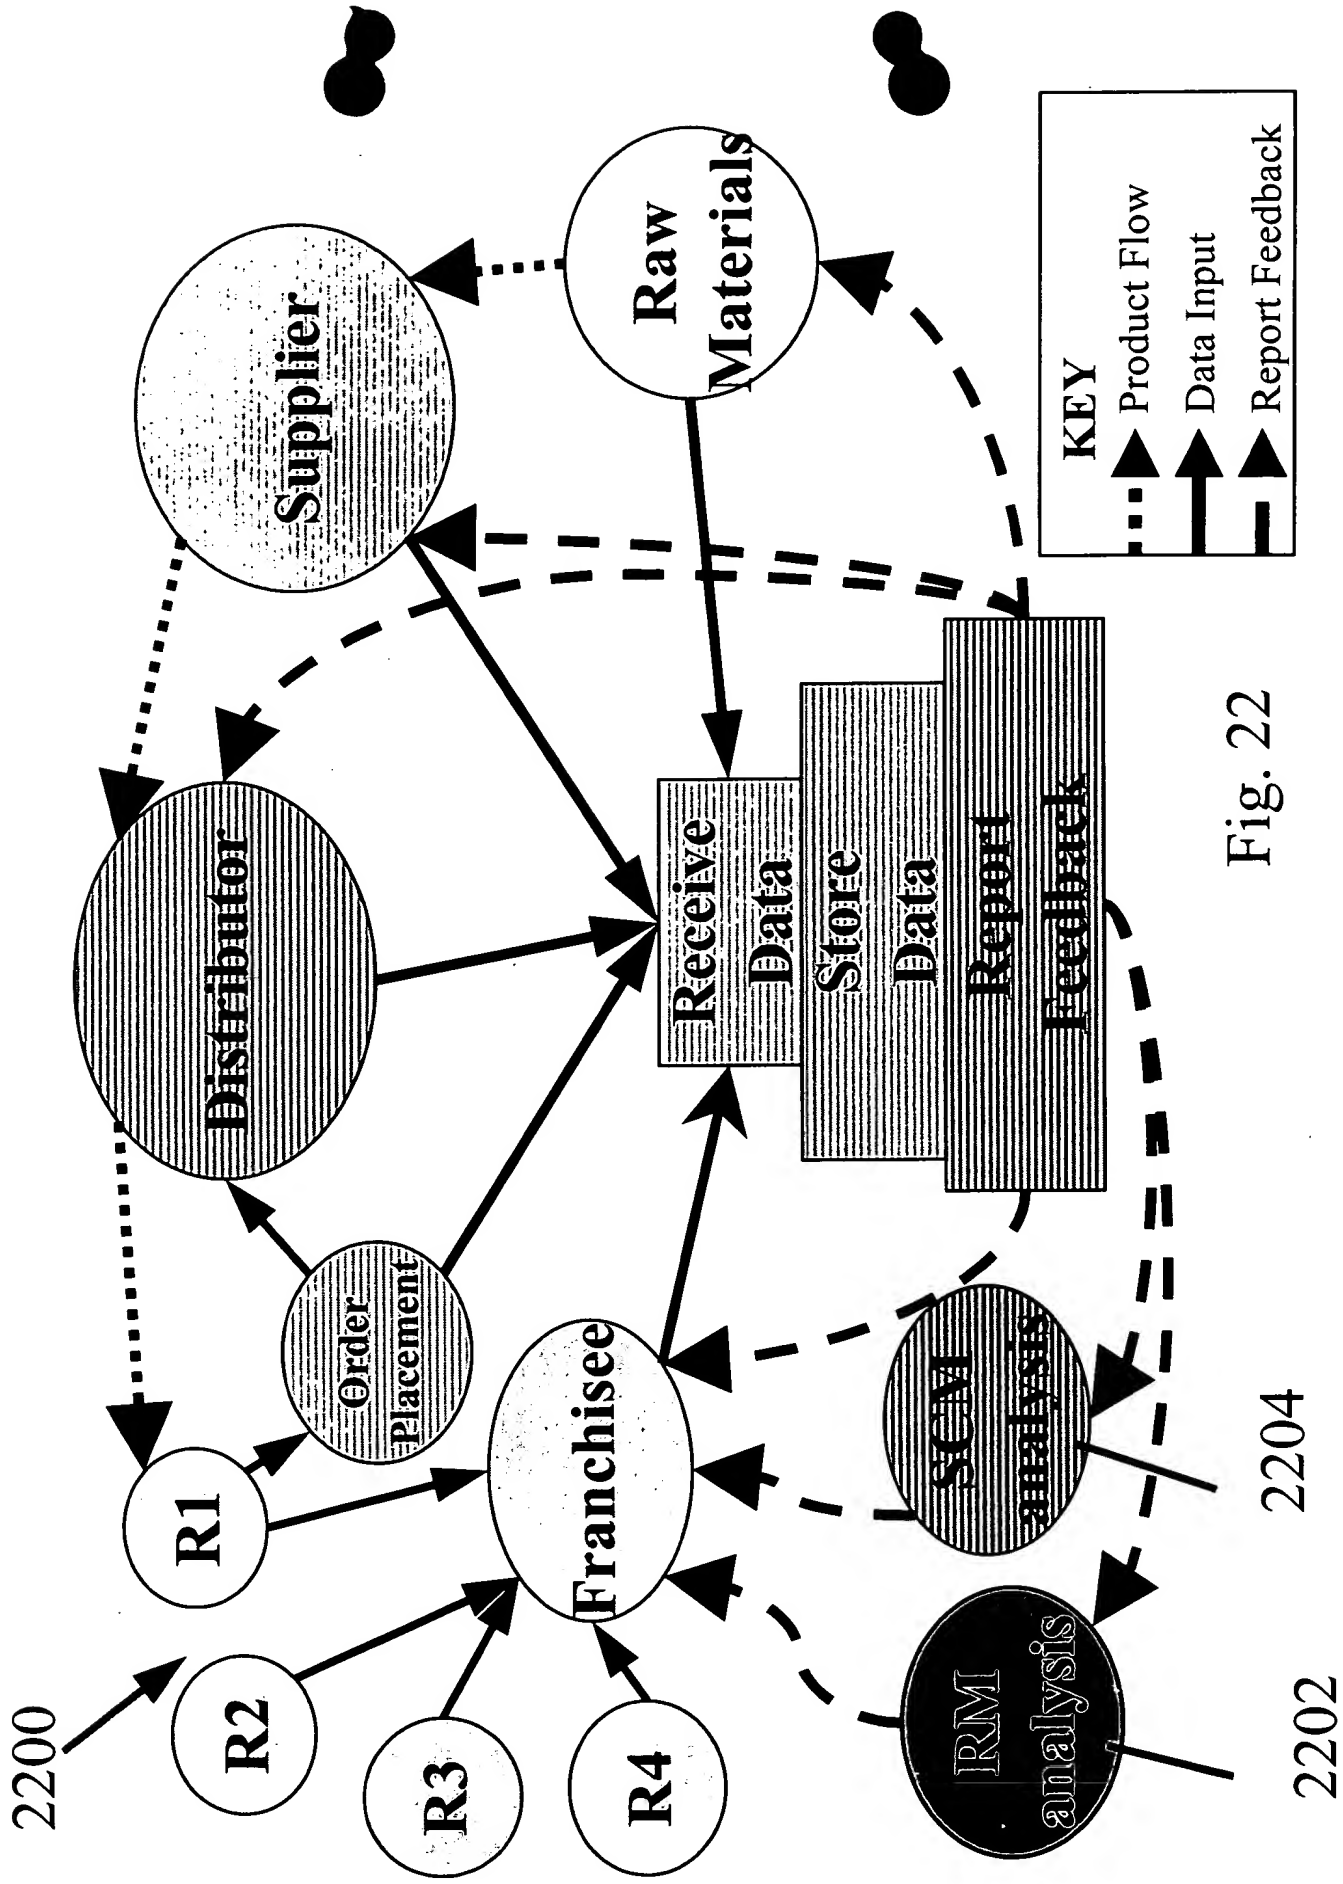 2200
R1
R2
R3
R4
Order
Placement
Distributor
Supplier
Franchisee
Raw
Materials
Receive
Data
Store
Data
Report
Feedback
IRM
analysis
SCM
analysis
2202
2204
KEY
Product Flow
Data Input
Report Feedback
Fig. 22